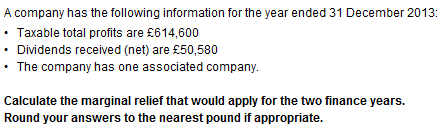 A company has the following information for the year ended 31 December 2013:
• Taxable total profits are £614,600
• Dividends received (net) are £50,580
• The company has one associated company.
Calculate the marginal relief that would apply for the two finance years.
Round your answers to the nearest pound if appropriate.